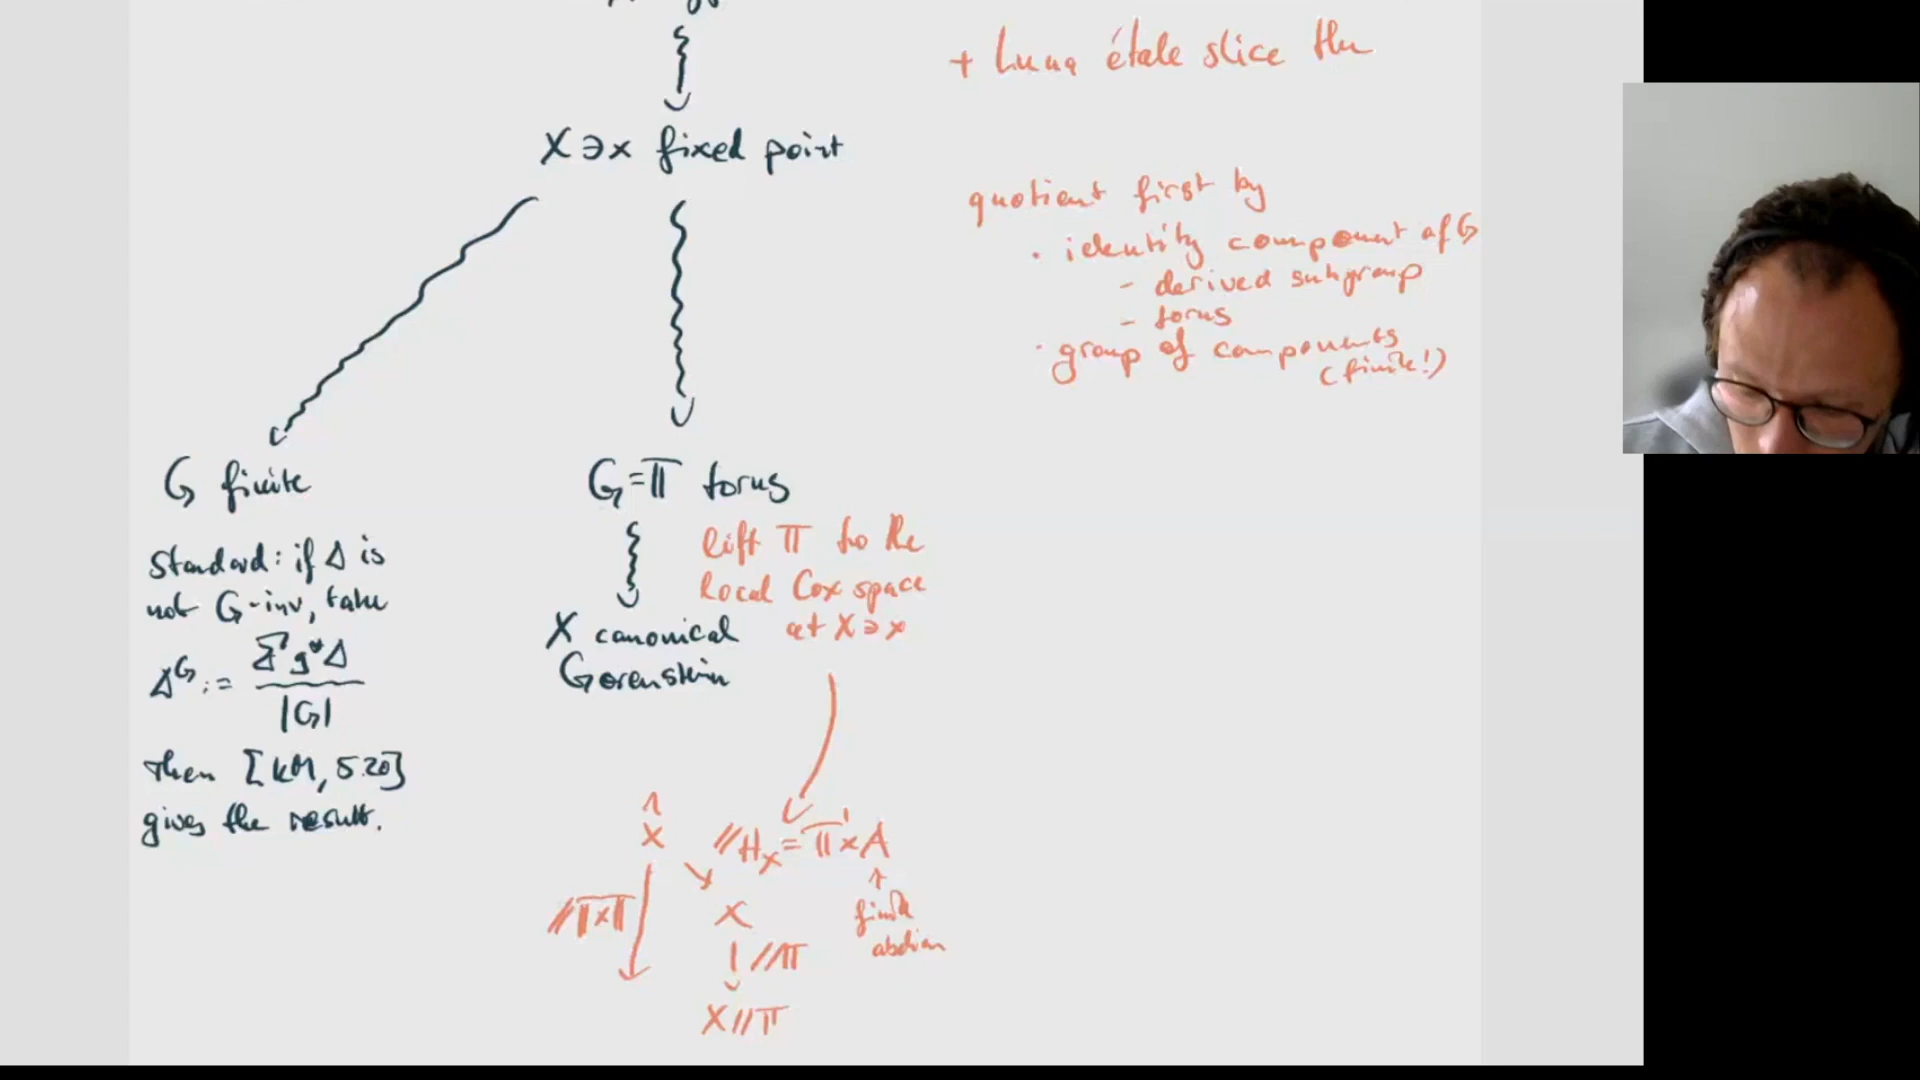 + Luna étale slice thm
X ∋ x fixed point
quotient first by
· identity component of G
- derived subgroup
- torus
· group of components
(finite!)
G finite
Standard: if Δ is
not G-inv, take
Δ^G := Σ g*Δ / |G|
then [KM, 5.20]
gives the result.
G = 𝕋 torus
lift 𝕋 to the
local Cox space
at X ∋ x
X canonical
Gorenstein
X̂ //H_X = 𝕋' × A
↑
finite
abelian
//𝕋×𝕋
X
//𝕋
X//𝕋